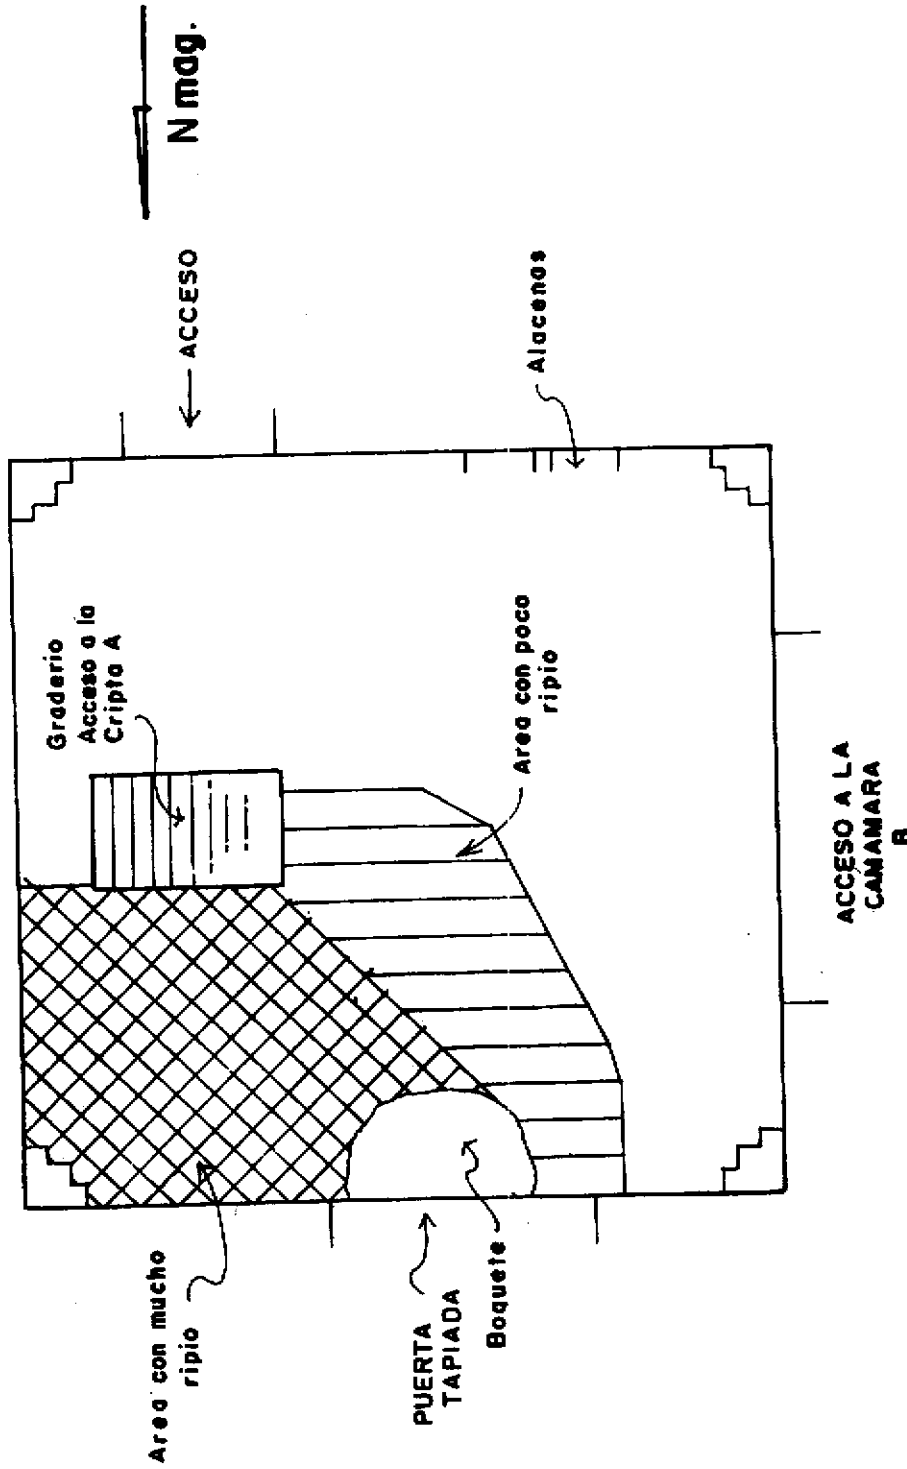 N mag.
ACCESO
Alacenas
Graderio
Acceso a la
Cripta A
Area con poco
ripio
ACCESO A LA
CAMAMARA
Area con mucho
ripio
PUERTA
TAPIADA
Boquete